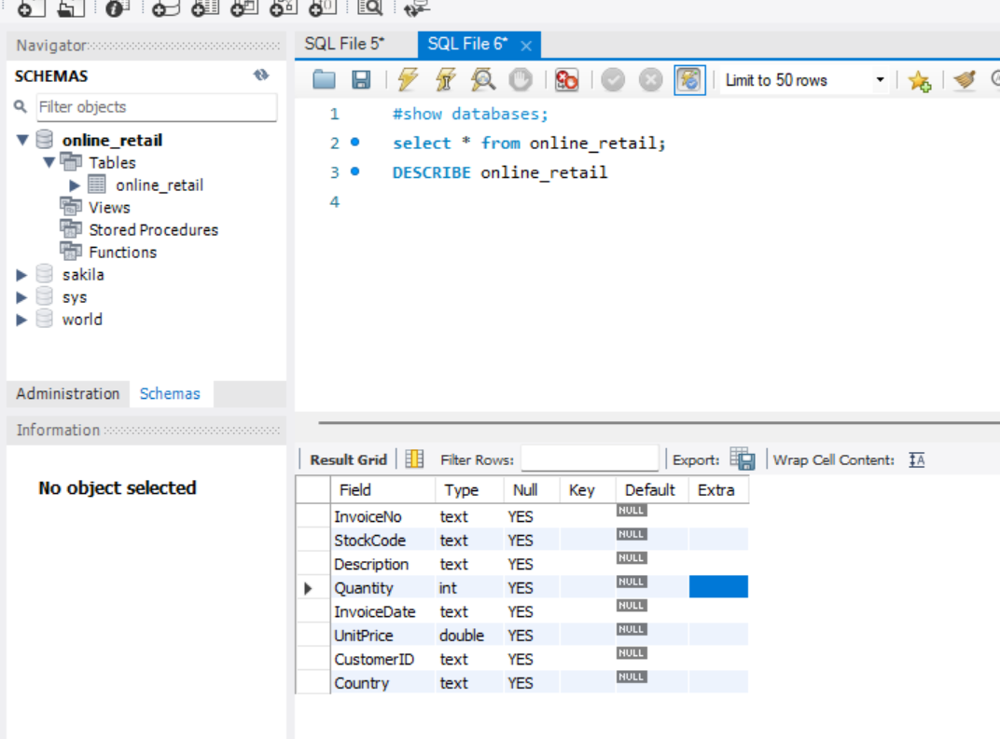 Navigator
SQL File 5*
SQL File 6* ×
SCHEMAS
Filter objects
Limit to 50 rows
online_retail
Tables
online_retail
Views
Stored Procedures
Functions
sakila
sys
world
1 #show databases;
2 select * from online_retail;
3 DESCRIBE online_retail
4
Administration Schemas
Information
No object selected
Result Grid Filter Rows: Export: Wrap Cell Content: IA
Field Type Null Key Default Extra
InvoiceNo text YES NULL
StockCode text YES NULL
Description text YES NULL
Quantity int YES NULL
InvoiceDate text YES NULL
UnitPrice double YES NULL
CustomerID text YES NULL
Country text YES NULL